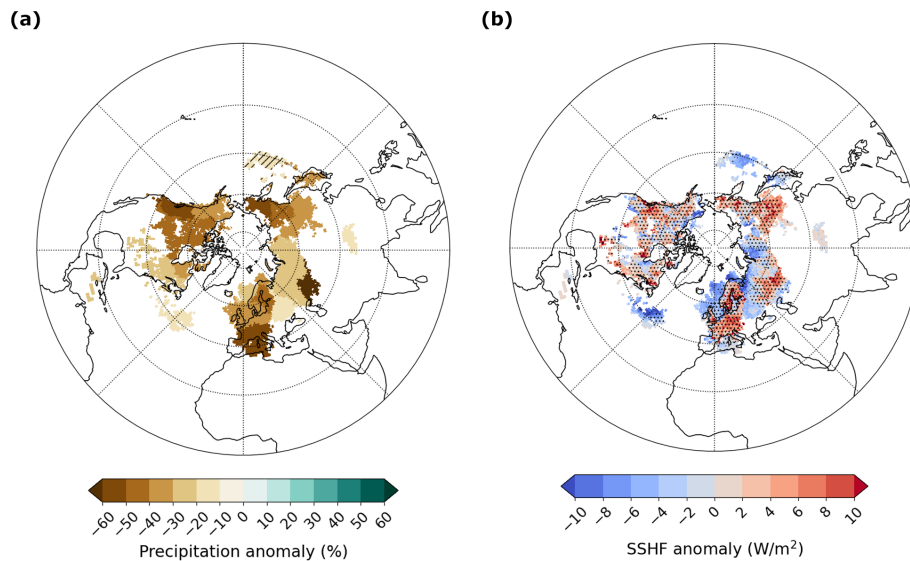 (a)
(b)
−60 −50 −40 −30 −20 −10 0 10 20 30 40 50 60
Precipitation anomaly (%)
−10 −8 −6 −4 −2 0 2 4 6 8 10
SSHF anomaly (W/m²)